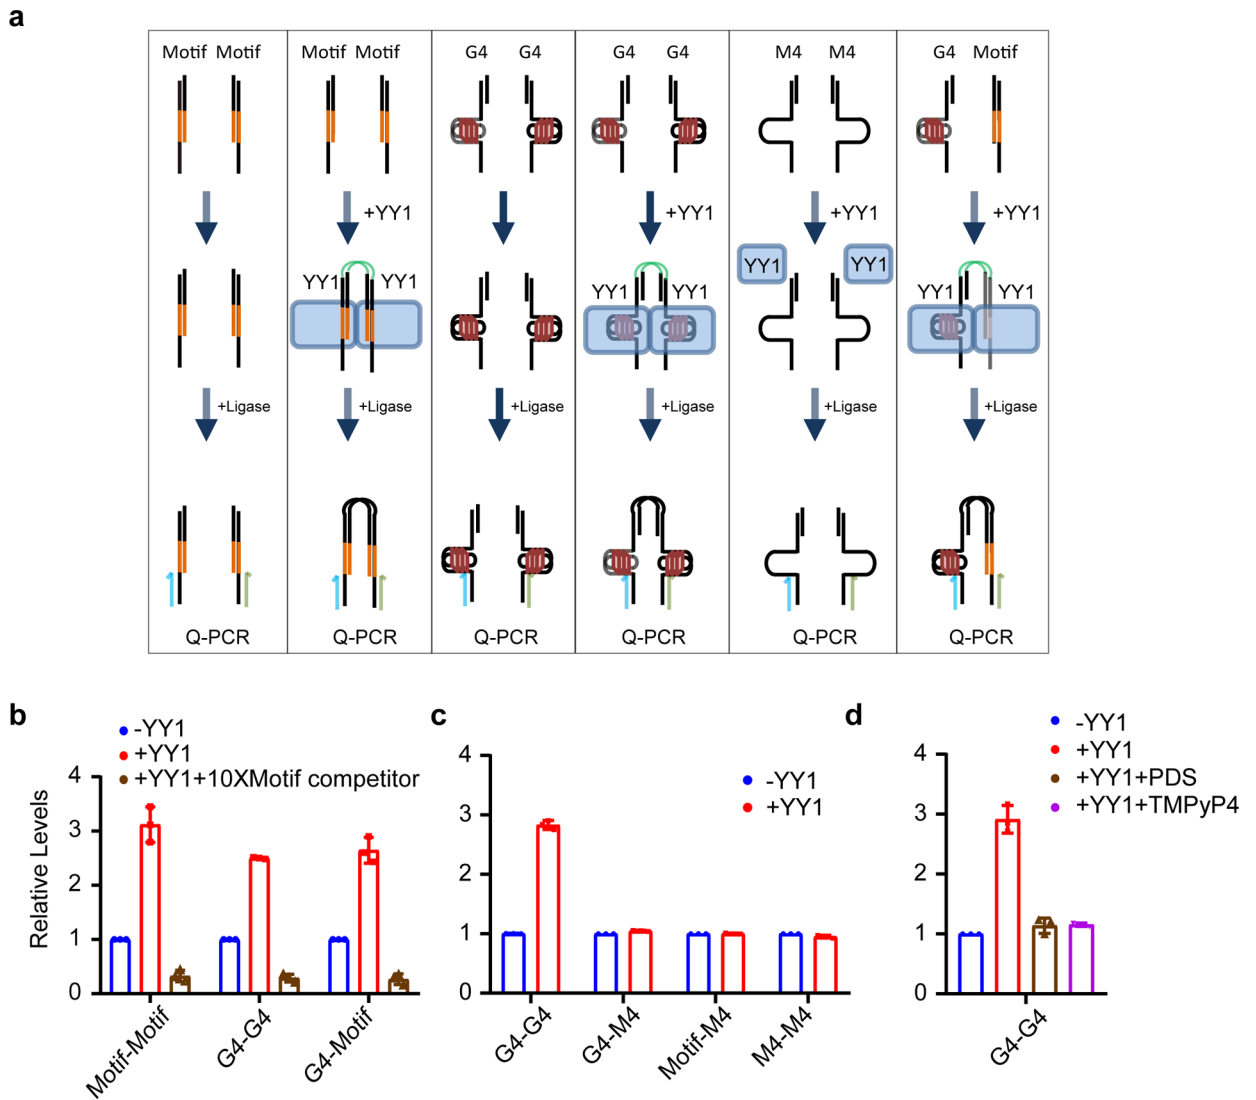 a
Motif Motif
Motif Motif
G4 G4
G4 G4
M4 M4
G4 Motif
+YY1
+YY1
+YY1
+YY1
YY1 YY1
YY1 YY1
YY1 YY1
YY1 YY1
+Ligase
+Ligase
+Ligase
+Ligase
+Ligase
+Ligase
Q-PCR
Q-PCR
Q-PCR
Q-PCR
Q-PCR
Q-PCR
b
-YY1
+YY1
+YY1+10XMotif competitor
Relative Levels
4
3
2
1
0
Motif-Motif
G4-G4
G4-Motif
c
-YY1
+YY1
4
3
2
1
0
G4-G4
G4-M4
Motif-M4
M4-M4
d
-YY1
+YY1
+YY1+PDS
+YY1+TMPyP4
4
3
2
1
0
G4-G4